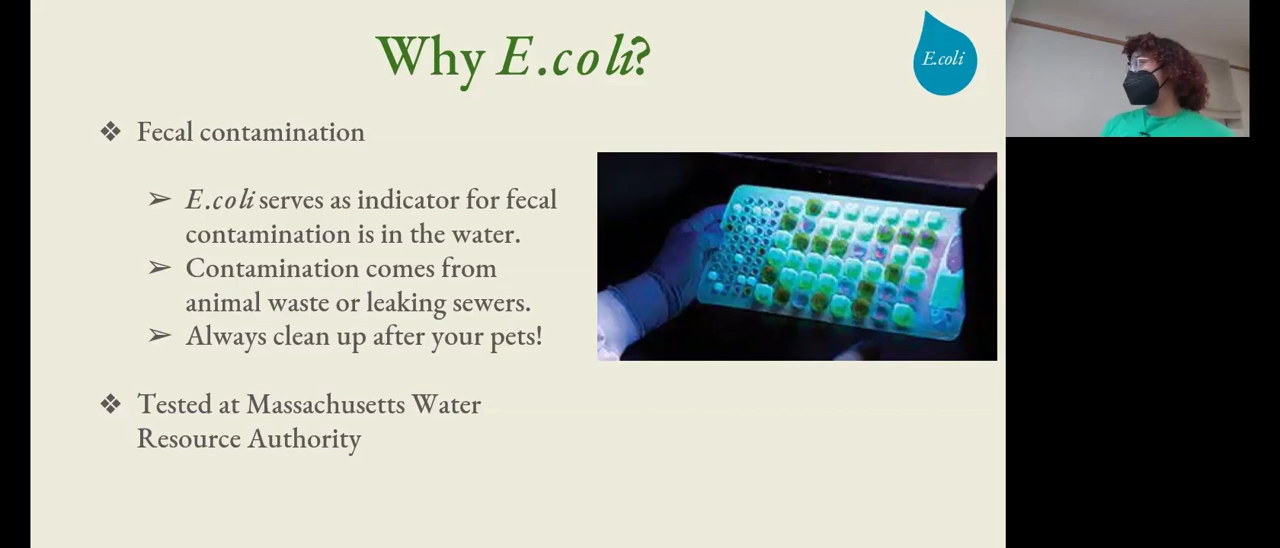 Why E.coli?
E.coli
❖ Fecal contamination
➢ E.coli serves as indicator for fecal
contamination is in the water.
➢ Contamination comes from
animal waste or leaking sewers.
➢ Always clean up after your pets!
❖ Tested at Massachusetts Water
Resource Authority